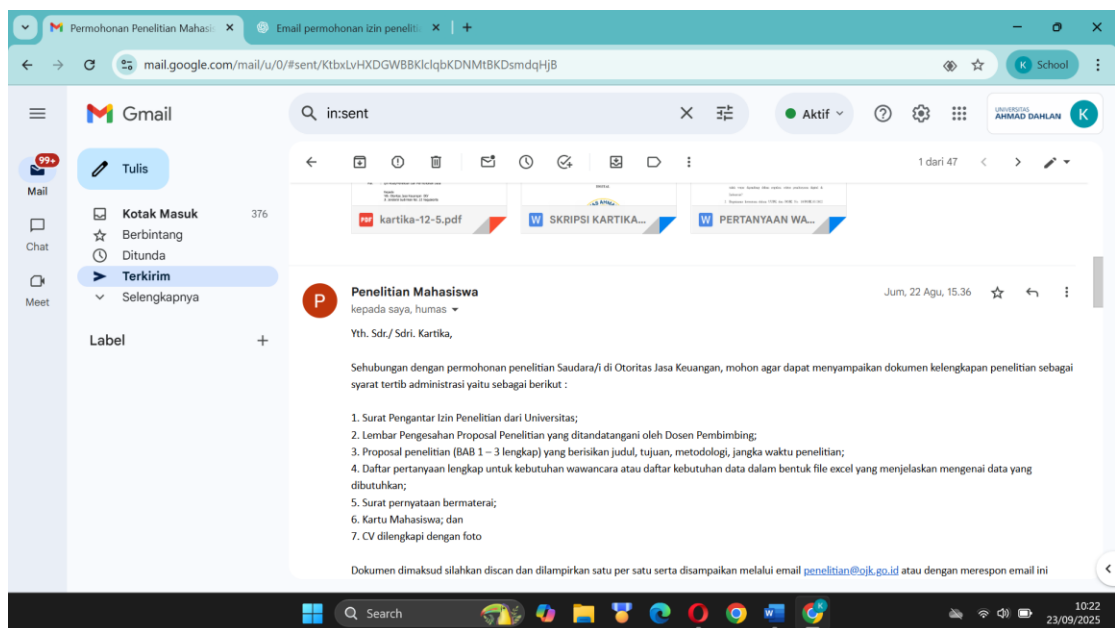 Permohonan Penelitian Mahasis
Email permohonan izin peneliti
mail.google.com/mail/u/0/#sent/KtbxLvHXDGWBBKlclqbKDNMtBKDsmdqHjB
K School
Gmail
in:sent
Aktif
UNIVERSITAS
AHMAD DAHLAN
K
99+
Mail
Chat
Meet
Tulis
Kotak Masuk 376
Berbintang
Ditunda
Terkirim
Selengkapnya
Label
1 dari 47
PDF kartika-12-5.pdf
W SKRIPSI KARTIKA...
W PERTANYAAN WA...
P
Penelitian Mahasiswa
Jum, 22 Agu, 15.36
kepada saya, humas
Yth. Sdr./ Sdri. Kartika,
Sehubungan dengan permohonan penelitian Saudara/i di Otoritas Jasa Keuangan, mohon agar dapat menyampaikan dokumen kelengkapan penelitian sebagai
syarat tertib administrasi yaitu sebagai berikut :
1. Surat Pengantar Izin Penelitian dari Universitas;
2. Lembar Pengesahan Proposal Penelitian yang ditandatangani oleh Dosen Pembimbing;
3. Proposal penelitian (BAB 1 – 3 lengkap) yang berisikan judul, tujuan, metodologi, jangka waktu penelitian;
4. Daftar pertanyaan lengkap untuk kebutuhan wawancara atau daftar kebutuhan data dalam bentuk file excel yang menjelaskan mengenai data yang
dibutuhkan;
5. Surat pernyataan bermaterai;
6. Kartu Mahasiswa; dan
7. CV dilengkapi dengan foto
Dokumen dimaksud silahkan discan dan dilampirkan satu per satu serta disampaikan melalui email penelitian@ojk.go.id atau dengan merespon email ini
Search
10:22
23/09/2025